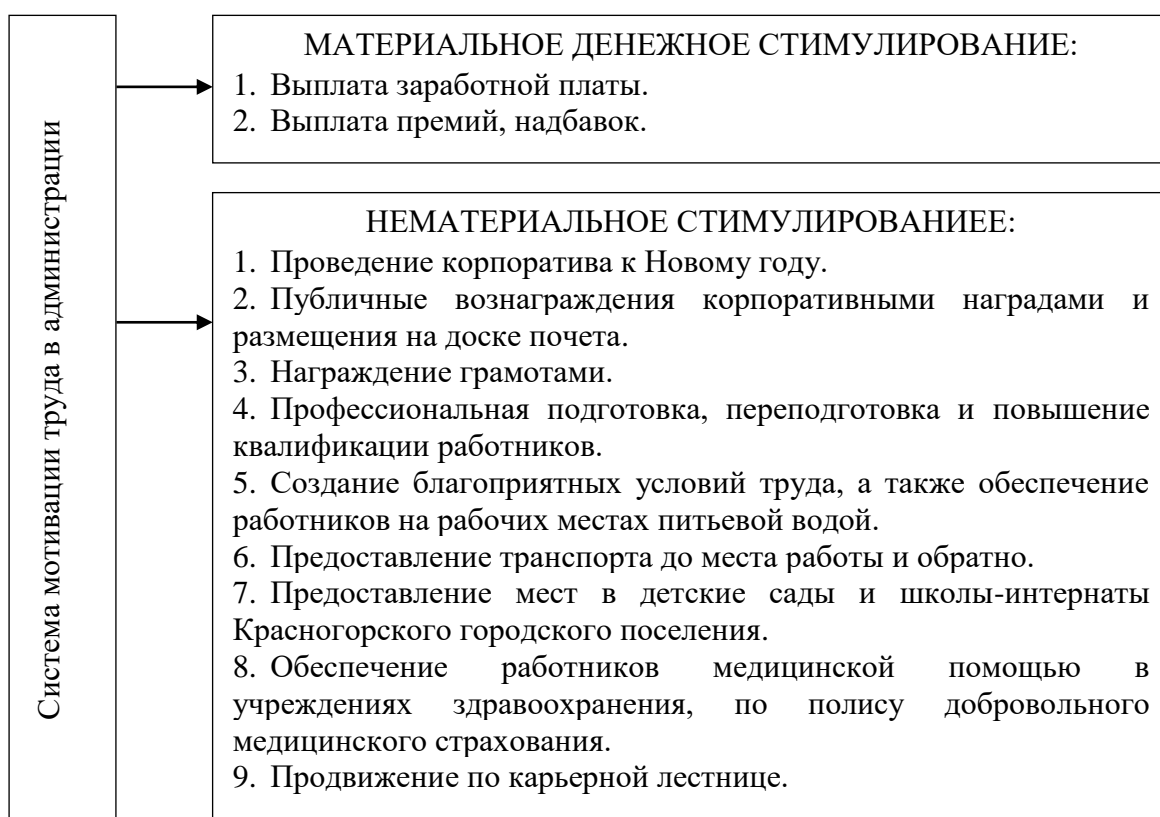 Система мотивации труда в администрации
МАТЕРИАЛЬНОЕ ДЕНЕЖНОЕ СТИМУЛИРОВАНИЕ:
1. Выплата заработной платы.
2. Выплата премий, надбавок.
НЕМАТЕРИАЛЬНОЕ СТИМУЛИРОВАНИЕЕ:
1. Проведение корпоратива к Новому году.
2. Публичные вознаграждения корпоративными наградами и
размещения на доске почета.
3. Награждение грамотами.
4. Профессиональная подготовка, переподготовка и повышение
квалификации работников.
5. Создание благоприятных условий труда, а также обеспечение
работников на рабочих местах питьевой водой.
6. Предоставление транспорта до места работы и обратно.
7. Предоставление мест в детские сады и школы-интернаты
Красногорского городского поселения.
8. Обеспечение работников медицинской помощью в
учреждениях здравоохранения, по полису добровольного
медицинского страхования.
9. Продвижение по карьерной лестнице.